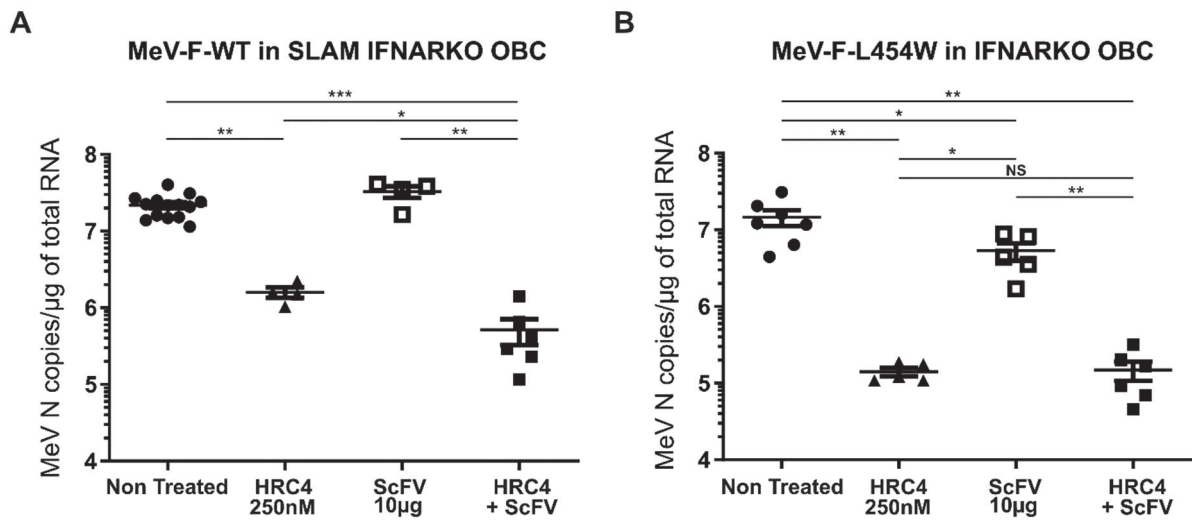 A
MeV-F-WT in SLAM IFNARKO OBC
***
*
**
**
MeV N copies/µg of total RNA
8
7
6
5
4
Non Treated
HRC4
250nM
ScFV
10µg
HRC4
+ ScFV
B
MeV-F-L454W in IFNARKO OBC
**
*
**
*
NS
**
MeV N copies/µg of total RNA
8
7
6
5
4
Non Treated
HRC4
250nM
ScFV
10µg
HRC4
+ ScFV